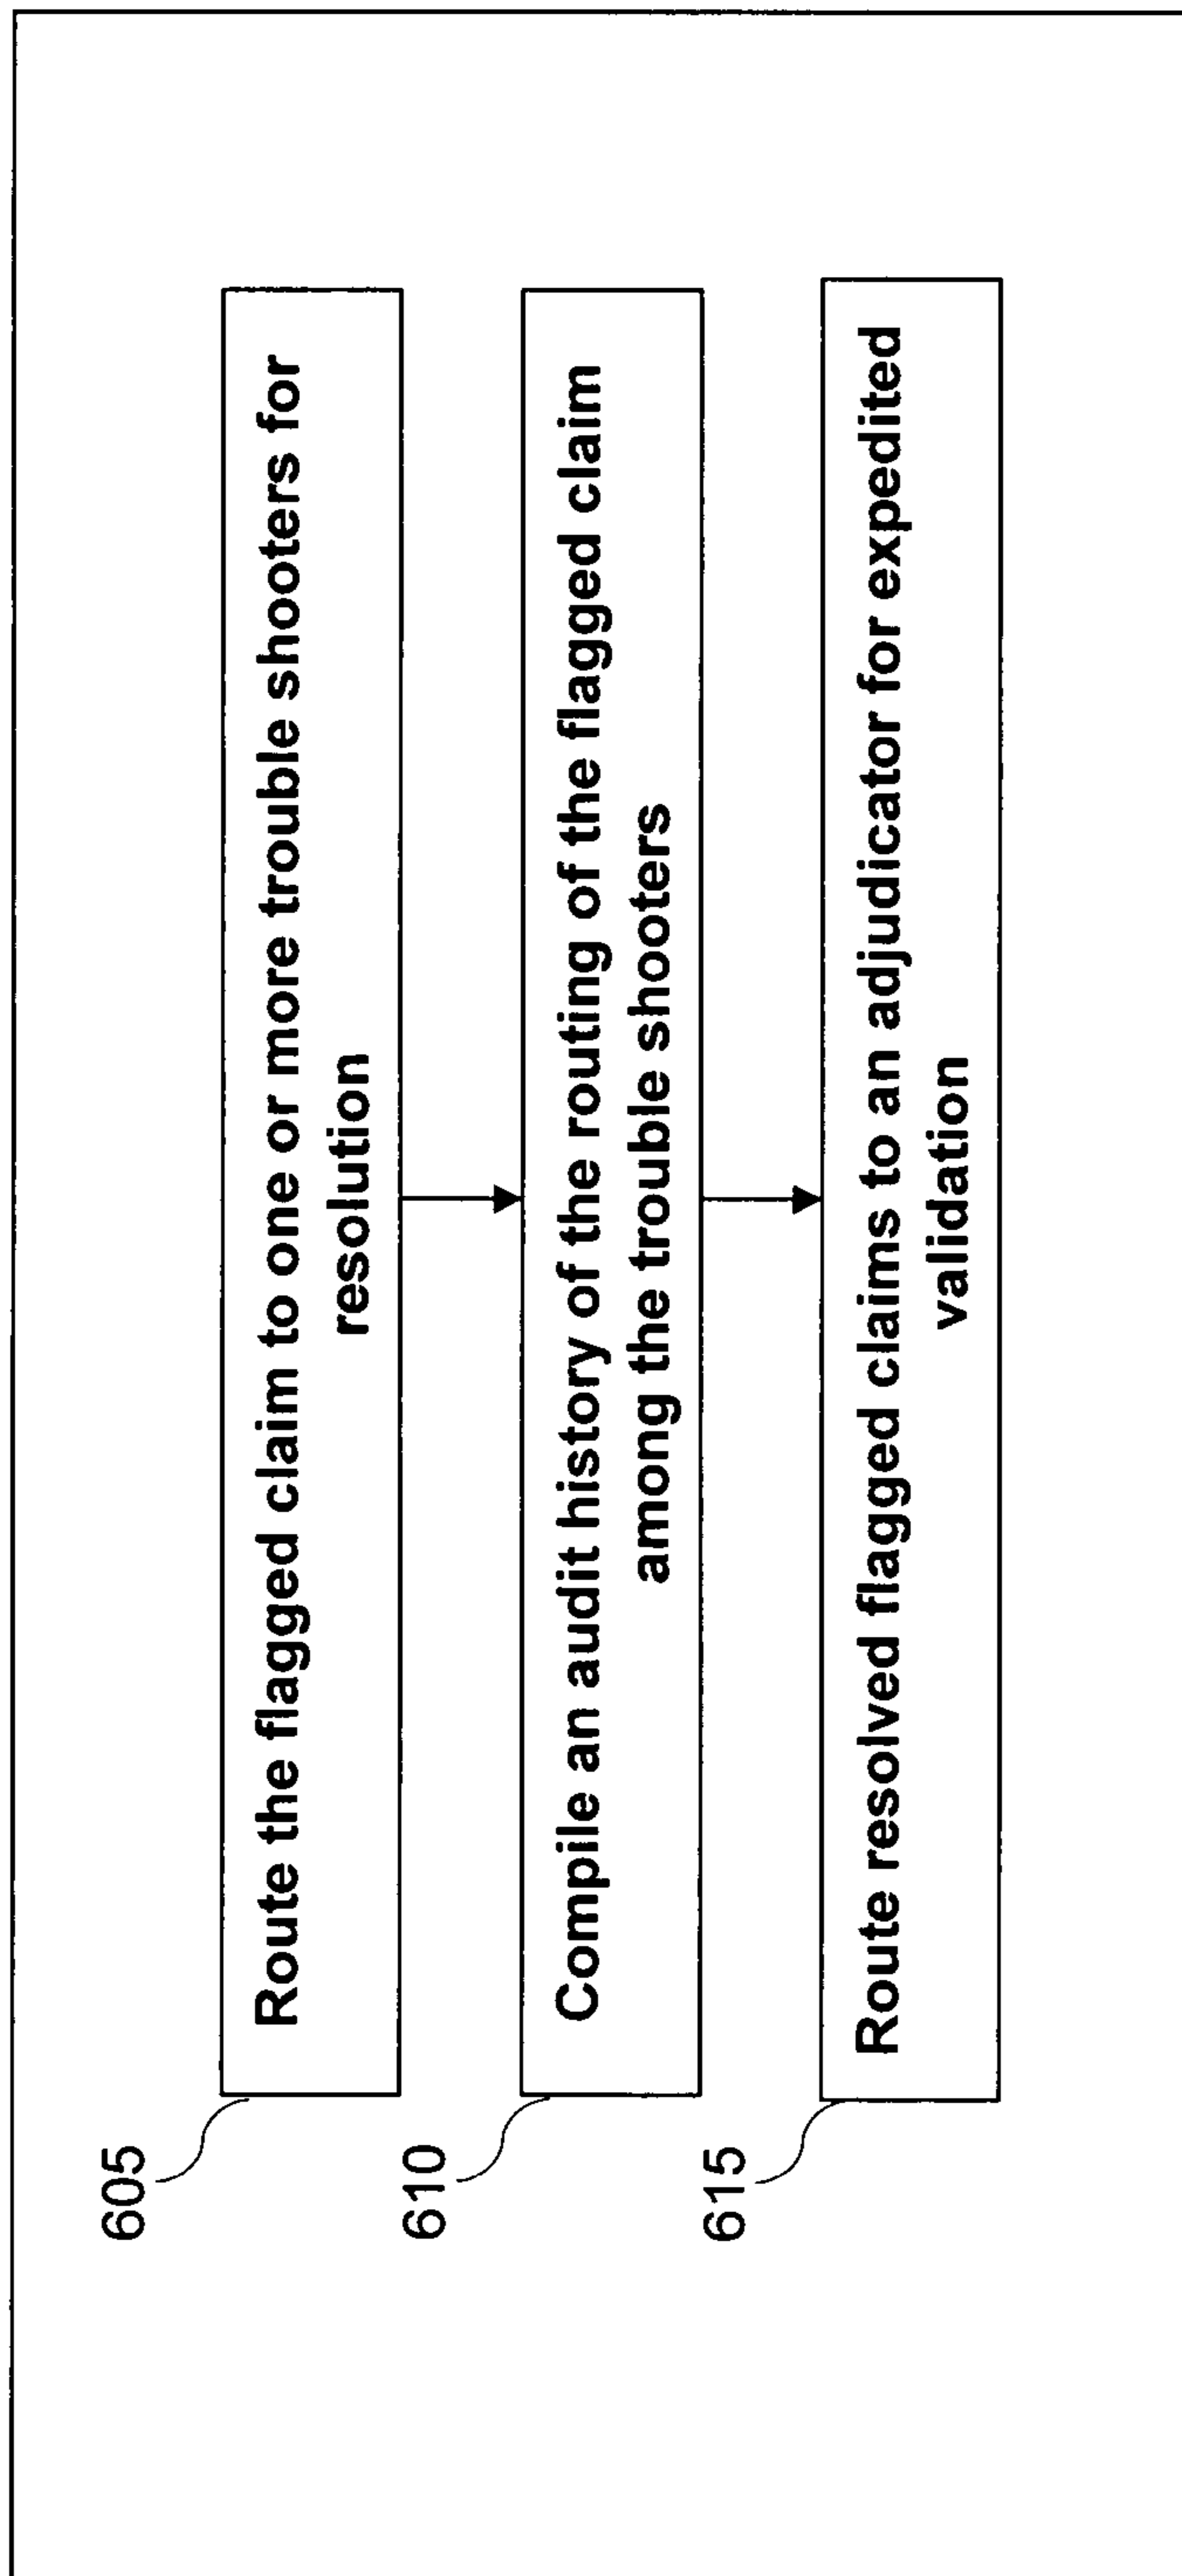 605
Route the flagged claim to one or more trouble shooters for
resolution
610
Compile an audit history of the routing of the flagged claim
among the trouble shooters
615
Route resolved flagged claims to an adjudicator for expedited
validation